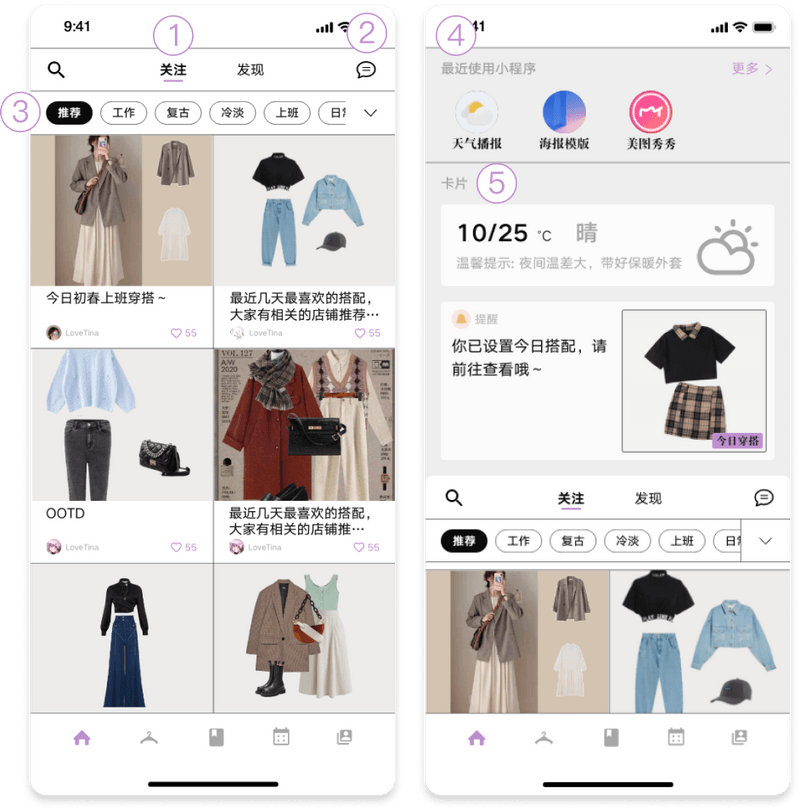 9:41
1
2
关注
发现
3
推荐
工作
复古
冷淡
上班
今日初春上班穿搭～
LoveTina
55
最近几天最喜欢的搭配，
大家有相关的店铺推荐…
LoveTina
55
VOL.127
A/W
2020
OOTD
LoveTina
55
最近几天最喜欢的搭配，
大家有相关的店铺推…
LoveTina
55
4
41
最近使用小程序
更多 >
天气播报
海报模版
美图秀秀
卡片
5
10/25 °C 晴
温馨提示: 夜间温差大，带好保暖外套
提醒
你已设置今日搭配，请
前往查看哦～
今日穿搭
关注
发现
推荐
工作
复古
冷淡
上班